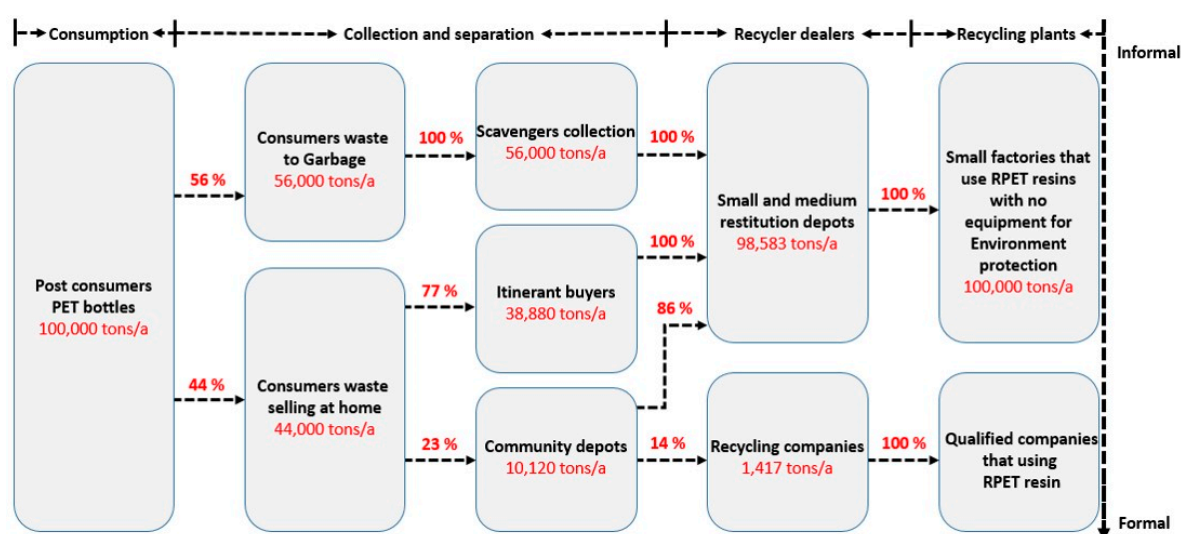 Consumption
Collection and separation
Recycler dealers
Recycling plants
Informal
Post consumers
PET bottles
100,000 tons/a
56 %
44 %
Consumers waste
to Garbage
56,000 tons/a
Consumers waste
selling at home
44,000 tons/a
100 %
77 %
23 %
Scavengers collection
56,000 tons/a
Itinerant buyers
38,880 tons/a
Community depots
10,120 tons/a
100 %
100 %
86 %
14 %
Small and medium
restitution depots
98,583 tons/a
Recycling companies
1,417 tons/a
100 %
100 %
Small factories that
use RPET resins
with no
equipment for
Environment
protection
100,000 tons/a
Qualified companies
that using
RPET resin
Formal